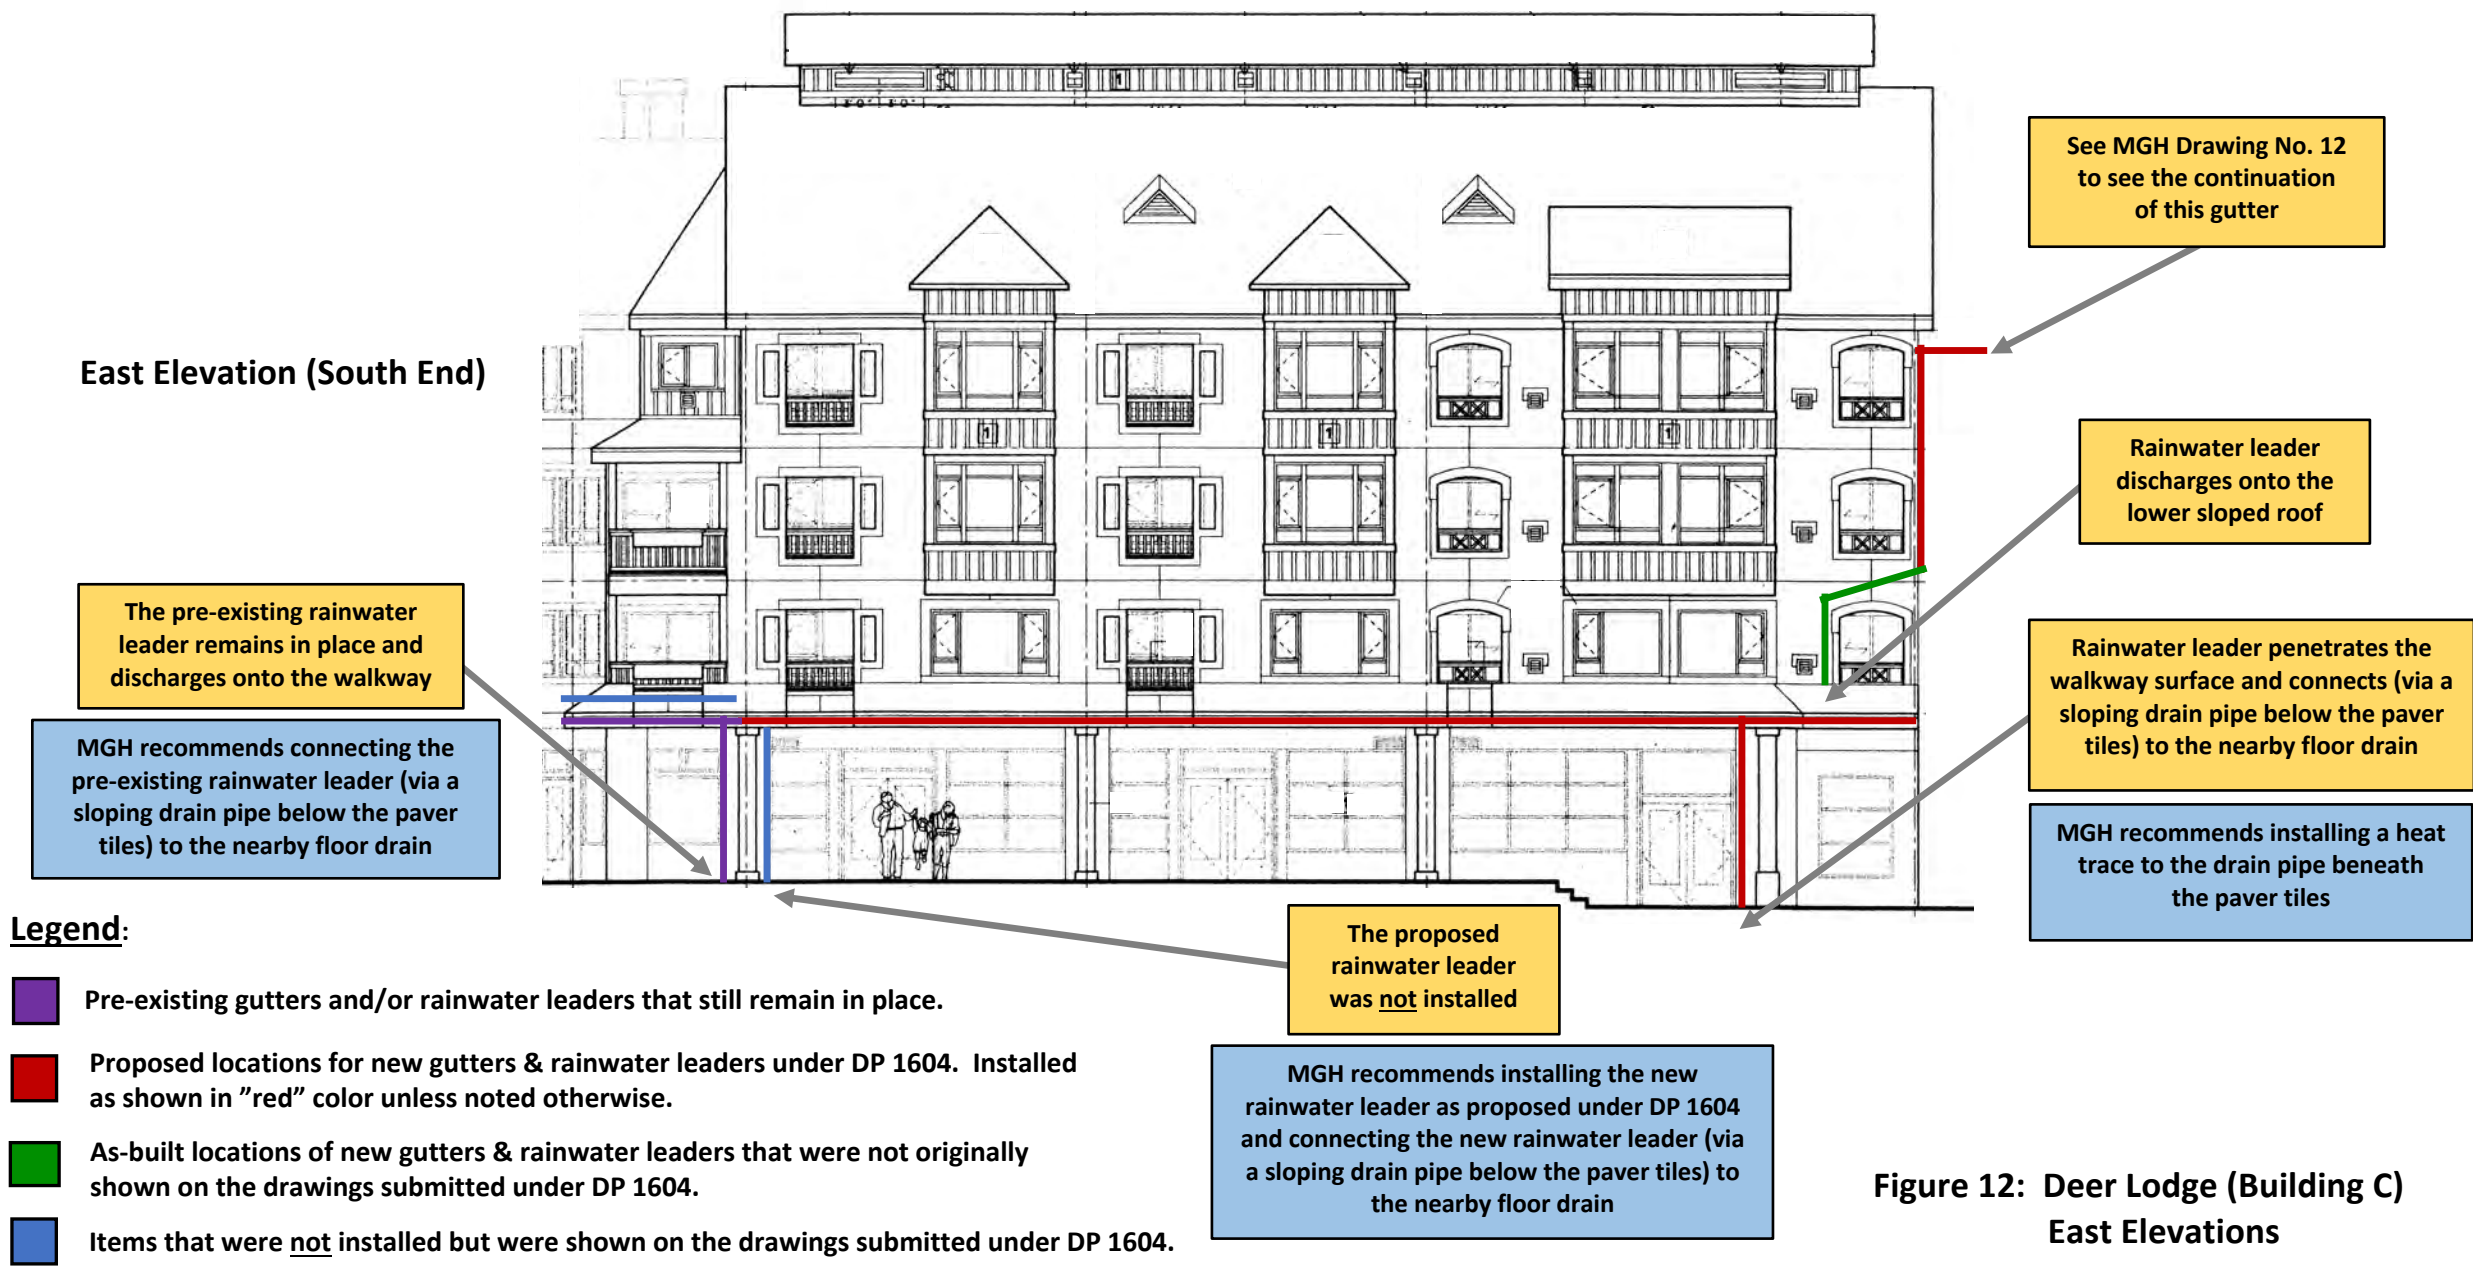 3'0" 3'0"
1
See MGH Drawing No. 12
to see the continuation
of this gutter
East Elevation (South End)
1
1
1
Rainwater leader
discharges onto the
lower sloped roof
The pre-existing rainwater
leader remains in place and
discharges onto the walkway
Rainwater leader penetrates the
walkway surface and connects (via a
sloping drain pipe below the paver
tiles) to the nearby floor drain
MGH recommends connecting the
pre-existing rainwater leader (via a
sloping drain pipe below the paver
tiles) to the nearby floor drain
MGH recommends installing a heat
trace to the drain pipe beneath
the paver tiles
The proposed
rainwater leader
was not installed
MGH recommends installing the new
rainwater leader as proposed under DP 1604
and connecting the new rainwater leader (via
a sloping drain pipe below the paver tiles) to
the nearby floor drain
Legend:
Pre-existing gutters and/or rainwater leaders that still remain in place.
Proposed locations for new gutters & rainwater leaders under DP 1604.  Installed
as shown in ”red” color unless noted otherwise.
As-built locations of new gutters & rainwater leaders that were not originally
shown on the drawings submitted under DP 1604.
Items that were not installed but were shown on the drawings submitted under DP 1604.
Figure 12:  Deer Lodge (Building C)
East Elevations